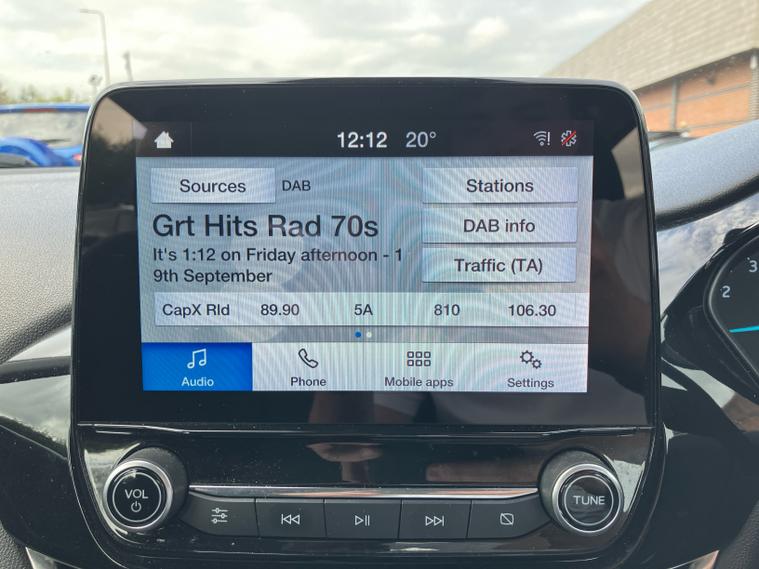 12:12 20°
Sources DAB Stations
Grt Hits Rad 70s
DAB info
It's 1:12 on Friday afternoon - 1
9th September
Traffic (TA)
CapX Rld 89.90 5A 810 106.30
Audio Phone Mobile apps Settings
VOL
TUNE
2
3